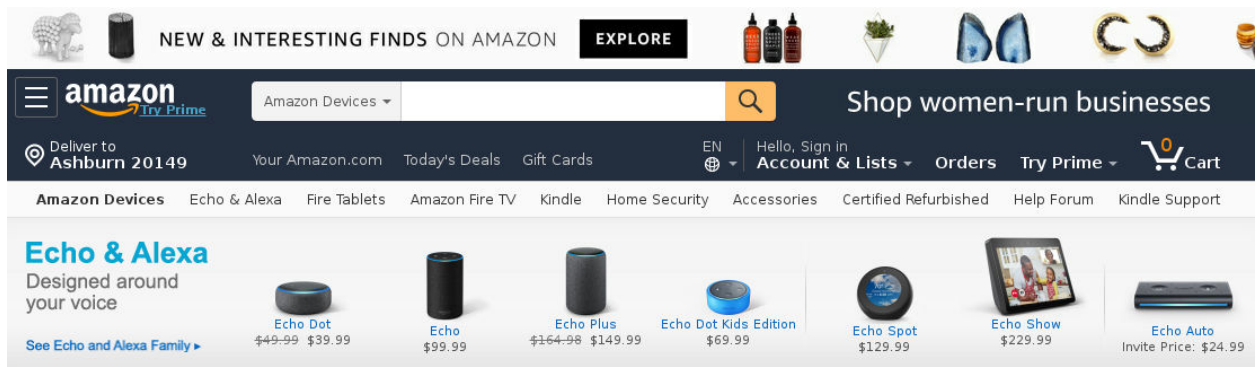 NEW & INTERESTING FINDS ON AMAZON EXPLORE
amazon
Try Prime
Amazon Devices
Shop women-run businesses
Deliver to
Ashburn 20149
Your Amazon.com Today's Deals Gift Cards
EN
Hello, Sign in
Account & Lists Orders Try Prime 0 Cart
Amazon Devices Echo & Alexa Fire Tablets Amazon Fire TV Kindle Home Security Accessories Certified Refurbished Help Forum Kindle Support
Echo & Alexa
Designed around
your voice
See Echo and Alexa Family
Echo Dot
$49.99 $39.99
Echo
$99.99
Echo Plus
$164.98 $149.99
Echo Dot Kids Edition
$69.99
Echo Spot
$129.99
Echo Show
$229.99
Echo Auto
Invite Price: $24.99